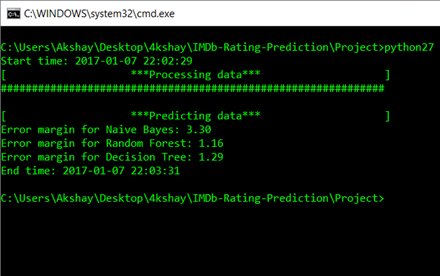 C:\WINDOWS\system32\cmd.exe
C:\Users\Akshay\Desktop\4kshay\IMDb-Rating-Prediction\Project>python27
Start time: 2017-01-07 22:02:29
[ ***Processing data*** ]
################################################################
[ ***Predicting data*** ]
Error margin for Naive Bayes: 3.30
Error margin for Random Forest: 1.16
Error margin for Decision Tree: 1.29
End time: 2017-01-07 22:03:31
C:\Users\Akshay\Desktop\4kshay\IMDb-Rating-Prediction\Project>